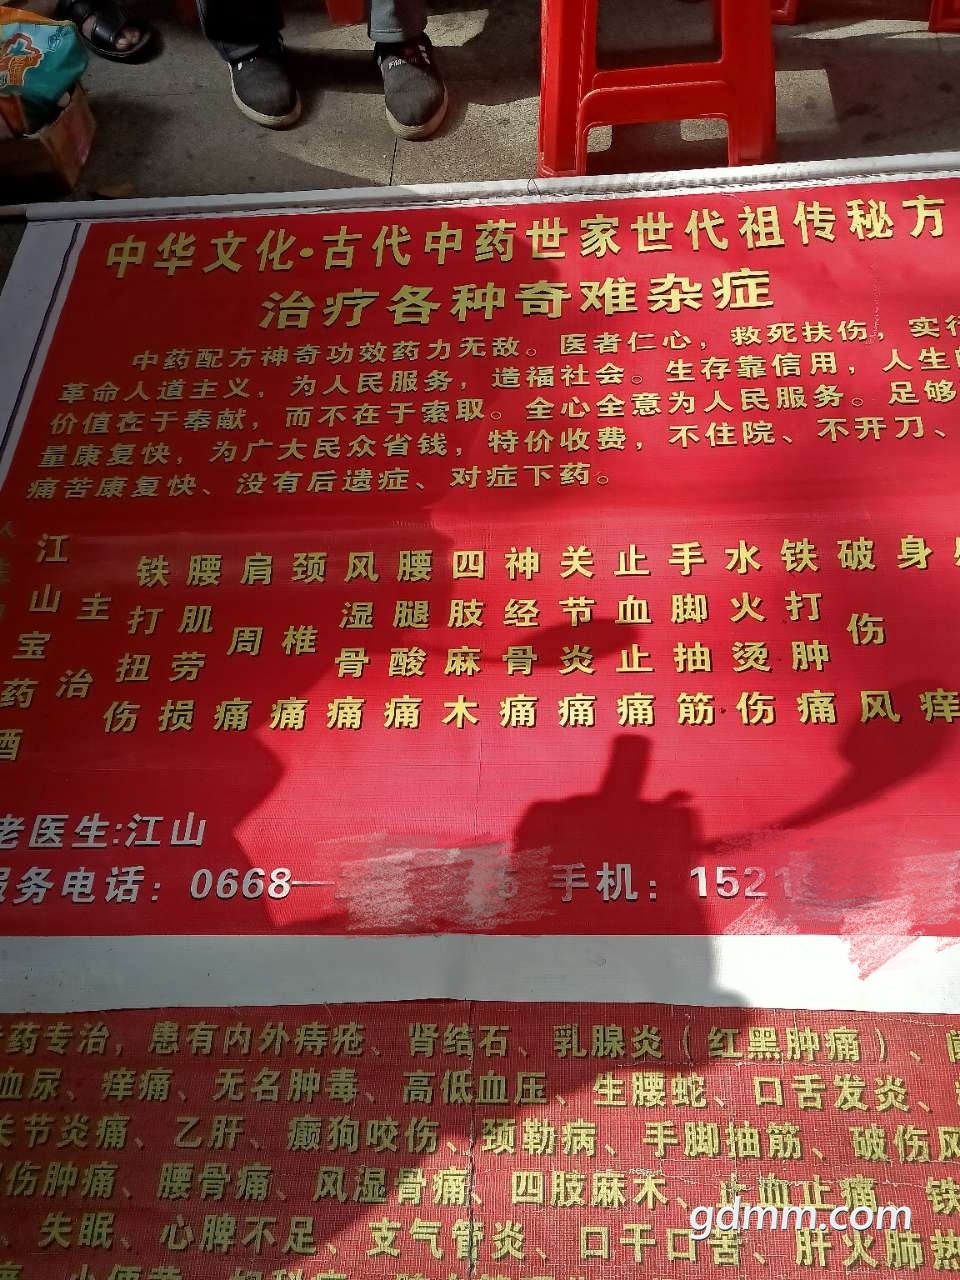 中华文化·古代中药世家世代祖传秘方
治疗各种奇难杂症
中药配方神奇功效药力无敌。医者仁心，救死扶伤，实行
革命人道主义，为人民服务，造福社会。生存靠信用，人生的
价值在于奉献，而不在于索取。全心全意为人民服务。足够
量康复快，为广大民众省钱，特价收费，不住院、不开刀、
痛苦康复快、没有后遗症、对症下药。
江山宝药酒
主治
铁打扭伤
腰肌劳损
肩周痛
颈椎痛
风湿骨痛
腰腿酸痛
四肢麻木
神经骨痛
关节炎痛
止血止痛
手脚抽筋
水火烫伤
铁打肿痛
破伤风
身痒
老医生:江山
服务电话：0668— 5 手机：1521
药专治，患有内外痔疮、肾结石、乳腺炎（红黑肿痛）、
血尿、痒痛、无名肿毒、高低血压、生腰蛇、口舌发炎、
关节炎痛、乙肝、癫狗咬伤、颈勒病、手脚抽筋、破伤风
伤肿痛、腰骨痛、风湿骨痛、四肢麻木、止血止痛、铁
失眠、心脾不足、支气管炎、口干口苦、肝火肺热
gdmm.com